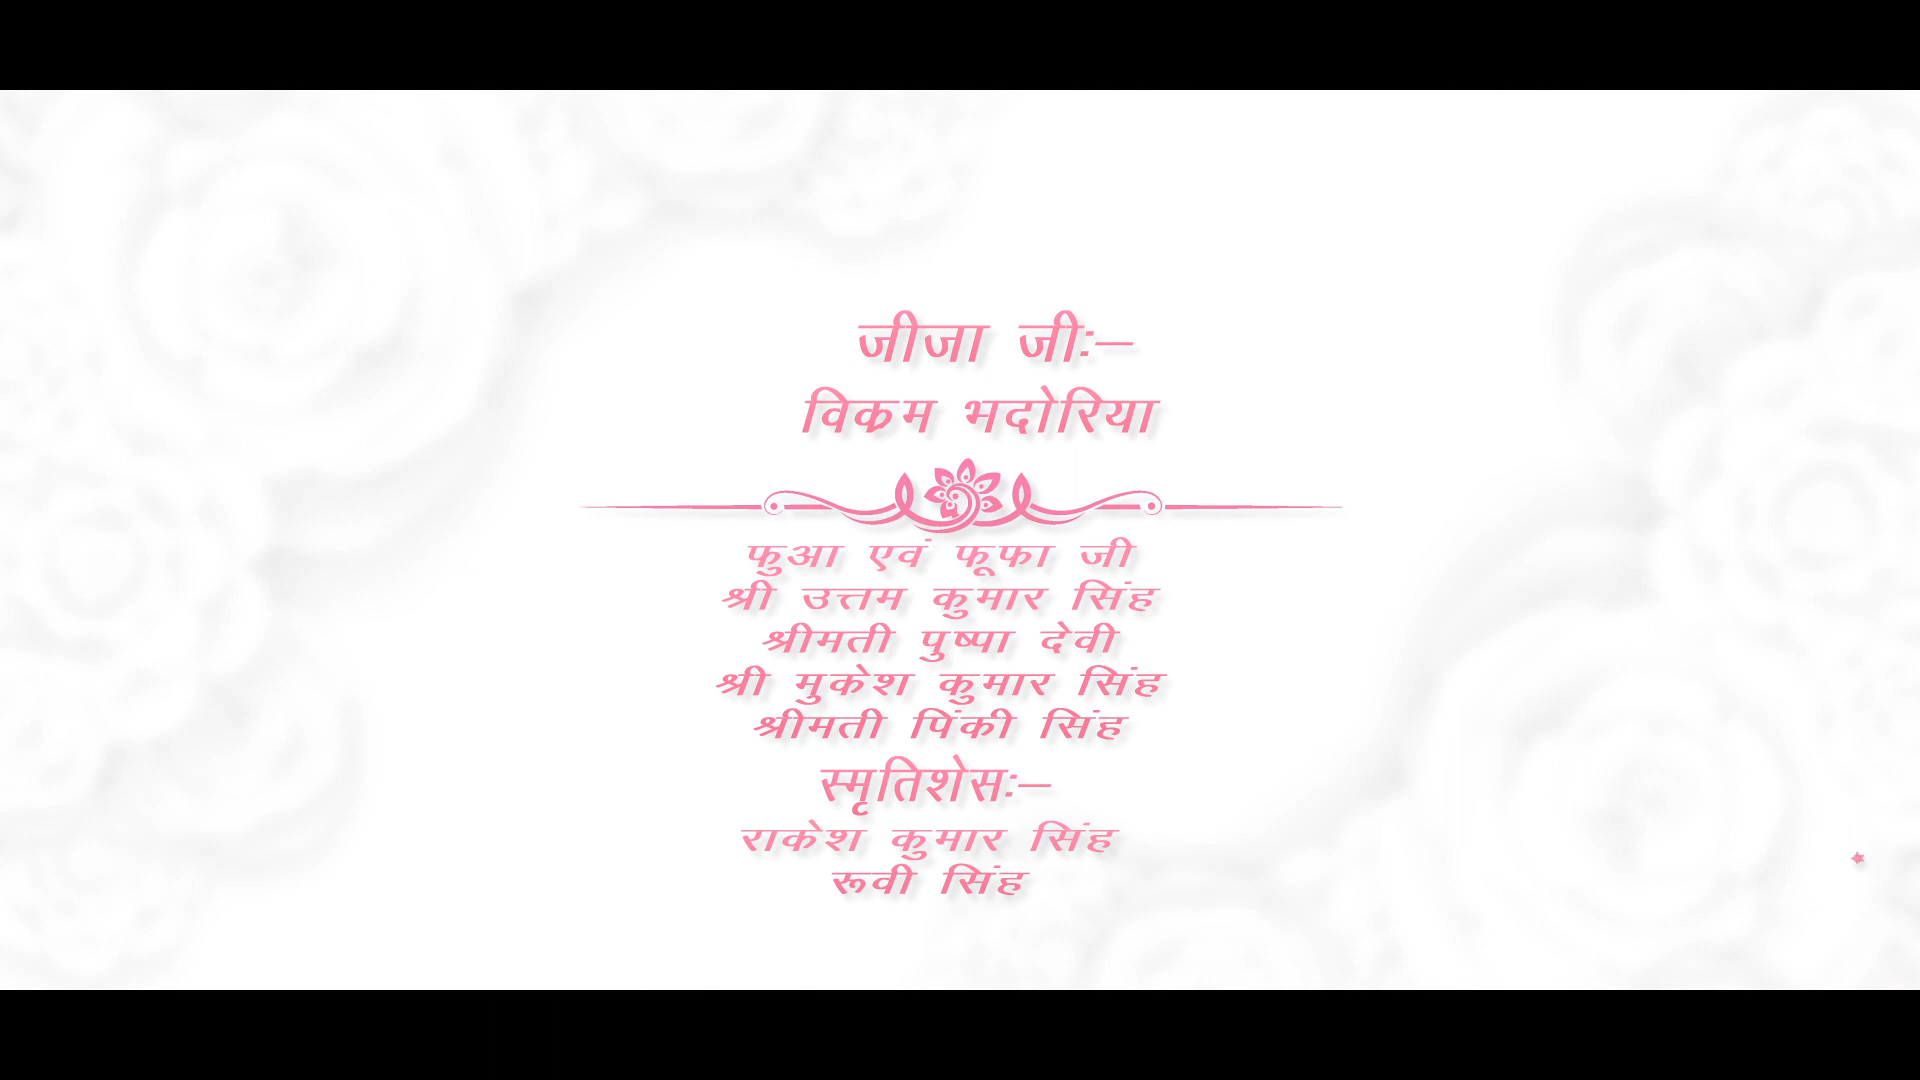 जीजा जी:–
विक्रम भदोरिया
फुआ एवं फूफा जी
श्री उत्तम कुमार सिंह
श्रीमती पुष्पा देवी
श्री मुकेश कुमार सिंह
श्रीमती पिंकी सिंह
स्मृतिशेस:–
राकेश कुमार सिंह
रूवी सिंह